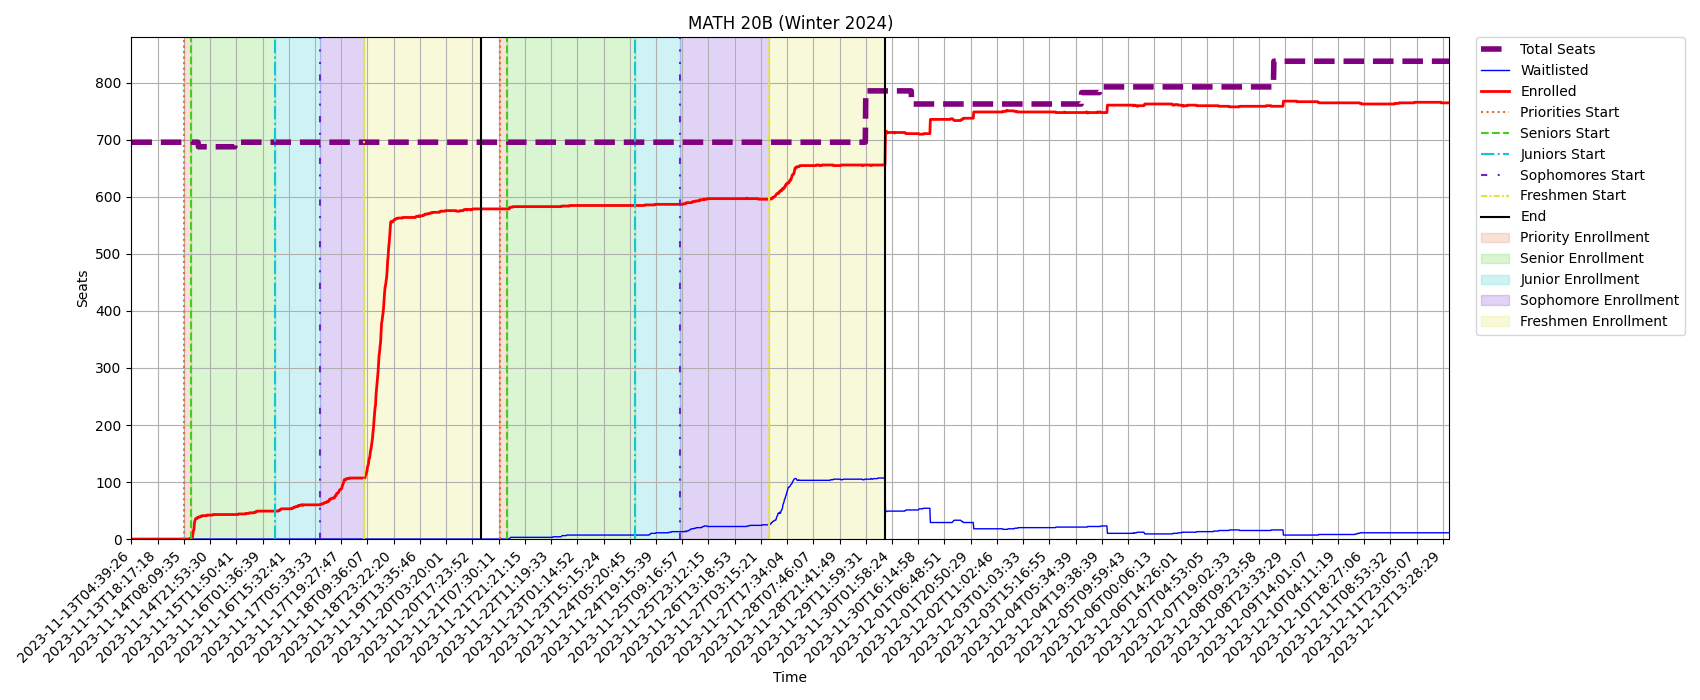 MATH 20B (Winter 2024)
Seats
800
700
600
500
400
300
200
100
0
2023-11-13T04:39:26
2023-11-13T18:17:18
2023-11-14T08:09:35
2023-11-14T21:53:30
2023-11-15T11:50:41
2023-11-16T01:36:39
2023-11-16T15:32:41
2023-11-17T05:33:33
2023-11-17T19:27:47
2023-11-18T09:36:07
2023-11-18T23:22:20
2023-11-19T13:35:46
2023-11-20T03:20:01
2023-11-20T17:23:52
2023-11-21T07:30:11
2023-11-21T21:21:15
2023-11-22T11:19:33
2023-11-23T01:14:52
2023-11-23T15:15:24
2023-11-24T05:20:45
2023-11-24T19:15:39
2023-11-25T09:16:57
2023-11-25T23:12:15
2023-11-26T13:18:53
2023-11-27T03:15:21
2023-11-27T17:34:04
2023-11-28T07:46:07
2023-11-28T21:41:49
2023-11-29T11:59:31
2023-11-30T01:58:24
2023-11-30T16:14:58
2023-12-01T06:48:51
2023-12-01T20:50:29
2023-12-02T11:02:46
2023-12-03T01:03:33
2023-12-03T15:16:55
2023-12-04T05:34:39
2023-12-04T19:38:39
2023-12-05T09:59:43
2023-12-06T00:06:13
2023-12-06T14:26:01
2023-12-07T04:53:05
2023-12-07T19:02:33
2023-12-08T09:23:58
2023-12-08T23:33:29
2023-12-09T14:01:07
2023-12-10T04:11:19
2023-12-10T18:27:06
2023-12-11T08:53:32
2023-12-11T23:05:07
2023-12-12T13:28:29
Time
Total Seats
Waitlisted
Enrolled
Priorities Start
Seniors Start
Juniors Start
Sophomores Start
Freshmen Start
End
Priority Enrollment
Senior Enrollment
Junior Enrollment
Sophomore Enrollment
Freshmen Enrollment